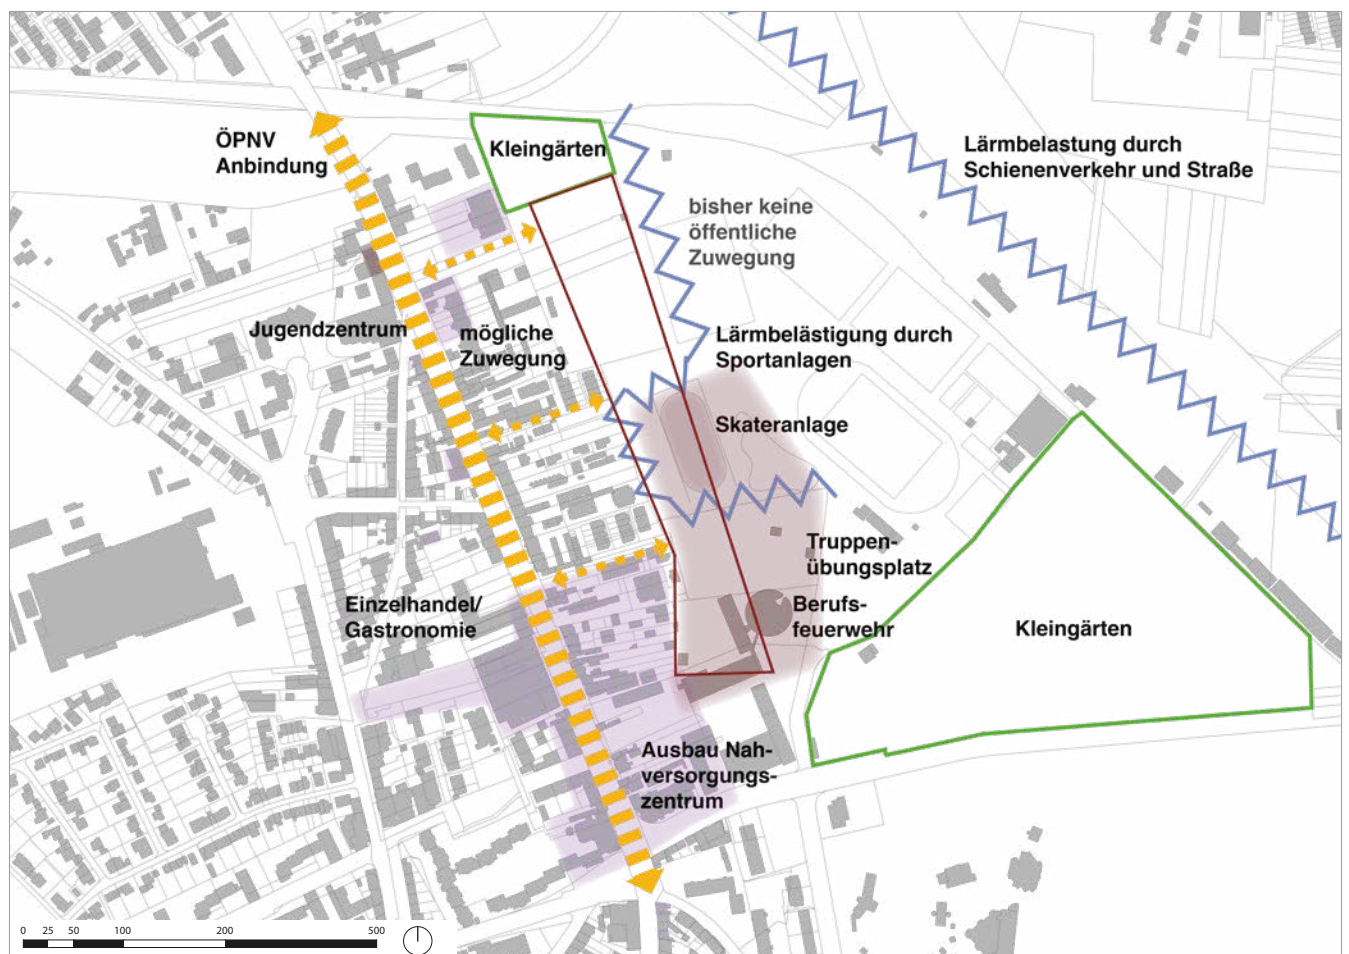 ÖPNV
Anbindung
Kleingärten
Lärmbelastung durch
Schienenverkehr und Straße
bisher keine
öffentliche
Zuwegung
Jugendzentrum
mögliche
Zuwegung
Lärmbelästigung durch
Sportanlagen
Skateranlage
Truppen-
übungsplatz
Einzelhandel/
Gastronomie
Berufs-
feuerwehr
Kleingärten
Ausbau Nah-
versorgungs-
zentrum
0 25 50 100 200 500